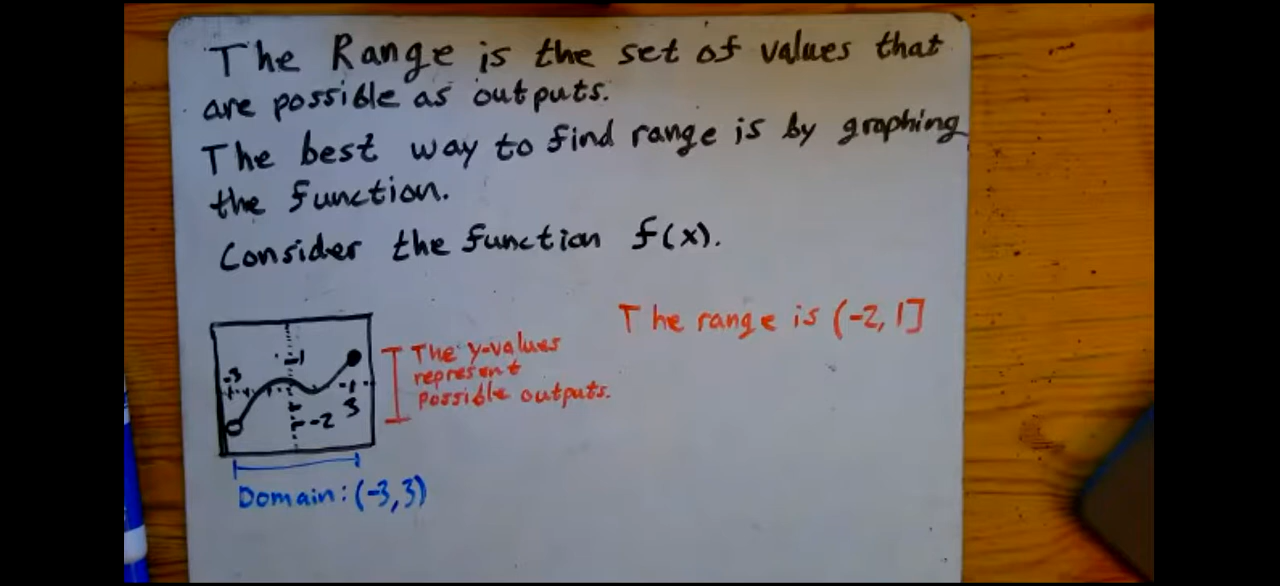 The Range is the set of values that
are possible as outputs.
The best way to find range is by graphing
the function.
Consider the function f(x).
The range is (-2, 1]
The y-values
represent
possible outputs.
-3
-1
3
-2
Domain: (-3, 3)